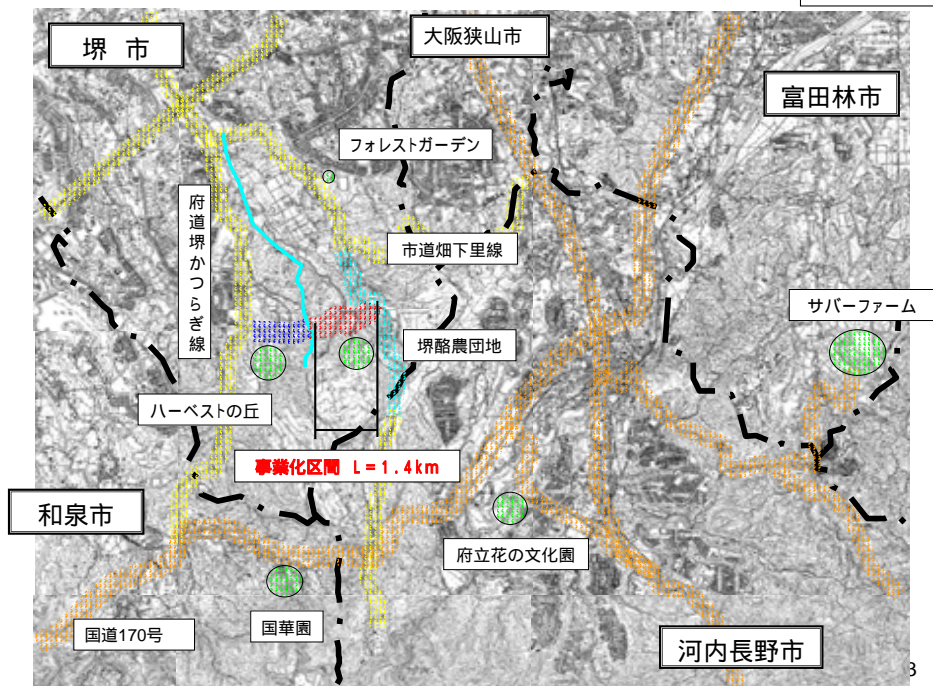 堺 市
大阪狭山市
富田林市
フォレストガーデン
府道堺かつらぎ線
市道畑下里線
サバーファーム
堺酪農団地
ハーベストの丘
事業化区間 L=1.4km
和泉市
府立花の文化園
国道170号
国華園
河内長野市
3